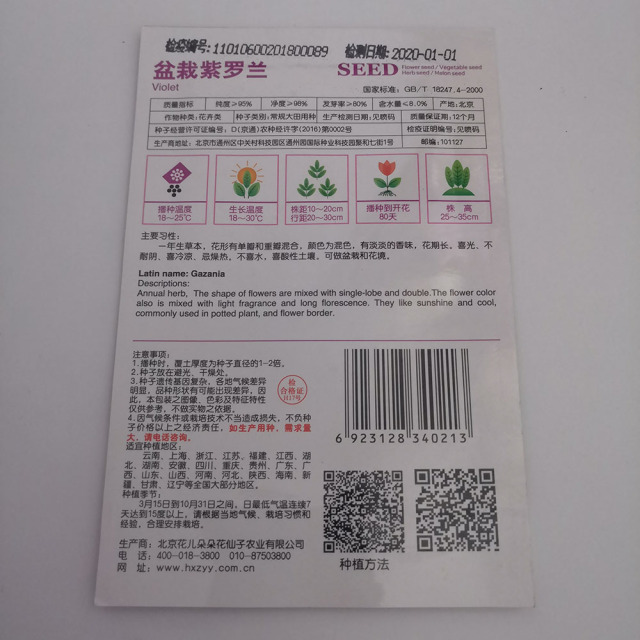 检疫编号: 11010600201800089 检测日期: 2020-01-01
盆栽紫罗兰 SEED Flower seed / Vegetable seed
Herb seed / Melon seed
Violet
国家标准: GB/T 18247.4-2000
质量指标 纯度≥95% 净度≥98% 发芽率≥80% 含水量≤8.0% 产地:北京
作物种类:花卉类 种子类别:常规大田用种 生产检测日期:见喷码 质量保证期:12个月
种子经营许可证编号:D(京通)农种经许字(2016)第0002号 检疫证明编号:见喷码
生产商地址:北京市通州区中关村科技园区通州园国际种业科技园聚和七街1号 邮编:101127
播种温度
18~25℃
生长温度
18~30℃
株距10~20cm
行距20~30cm
播种到开花
80天
株 高
25~35cm
主要习性:
一年生草本,花形有单瓣和重瓣混合,颜色为混色,有淡淡的香味,花期长,喜光、不
耐阴、喜冷凉、忌燥热,不喜水,喜酸性土壤。可做盆栽和花境。
Latin name: Gazania
Descriptions:
Annual herb, The shape of flowers are mixed with single-lobe and double.The flower color
also is mixed with light fragrance and long florescence. They like sunshine and cool,
commonly used in potted plant, and flower border.
注意事项:
1.播种时,覆土厚度为种子直径的1-2倍。
2.种子放在避光、干燥处。
3.种子遗传基因复杂,各地气候差异
明显,品种形状有可能出现差异,因
此,本包装之图像、色彩及特征特性
仅供参考,不做实物之依据。
4.因气候条件或栽培技术不当造成损失,不负种
子价格以上之经济责任,如生产用种、需求量
大,请电话咨询。
检
合格证
适宜种植地区:
云南、上海、浙江、江苏、福建、江西、湖
北、湖南、安徽、四川、重庆、贵州、广东、广
西、山东、山西、河南、河北、陕西、海南、新
疆、甘肃、辽宁等全国大部分地区。
种植季节:
3月15日到10月31日之间,日最低气温连续7
天达到15度以上,请根据当地气候、栽培习惯和
经验,合理安排栽培。
6 923128 340213
生产商:北京花儿朵朵花仙子农业有限公司
电 话:400-018-3800 010-87503800
网 址:www.hxzyy.com.cn
种植方法